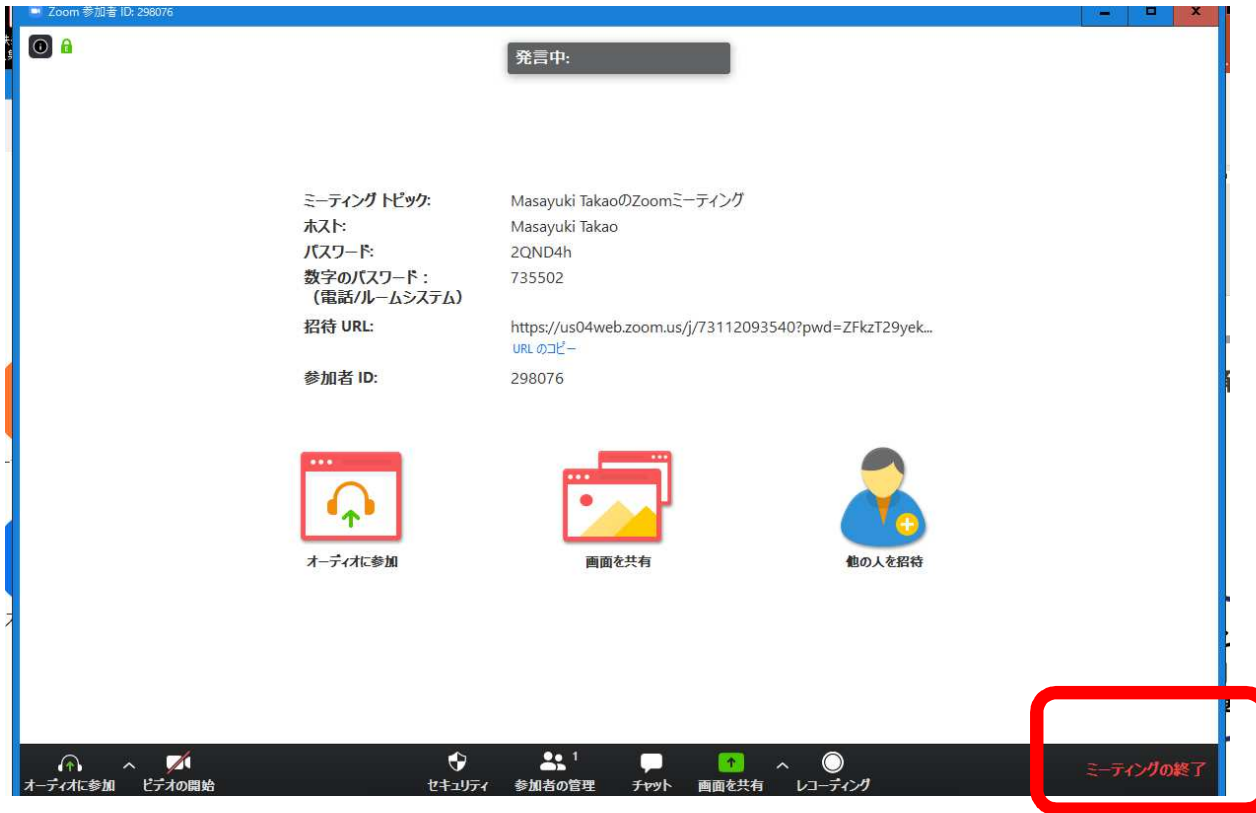 Zoom 参加者 ID: 298076
発言中:
ミーティング トピック: Masayuki TakaoのZoomミーティング
ホスト: Masayuki Takao
パスワード: 2QND4h
数字のパスワード： 735502
（電話/ルームシステム）
招待 URL: https://us04web.zoom.us/j/73112093540?pwd=ZFkzT29yek...
URL のコピー
参加者 ID: 298076
オーディオに参加 画面を共有 他の人を招待
オーディオに参加 ビデオの開始 セキュリティ 参加者の管理 1 チャット 画面を共有 レコーディング ミーティングの終了